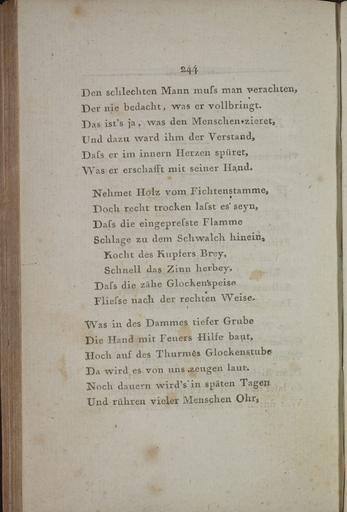 244
Den schlechten Mann muſs man verachten,
Der nie bedacht, was er vollbringt.
Das ist's ja, was den Menschen zieret,
Und dazu ward ihm der Verstand,
Daſs er im innern Herzen spüret,
Was er erschafft mit seiner Hand.
Nehmet Holz vom Fichtenstamme,
Doch recht trocken laſst es seyn,
Daſs die eingepreſste Flamme
Schlage zu dem Schwalch hinein,
Kocht des Kupfers Brey,
Schnell das Zinn herbey.
Daſs die zähe Glockenspeise
Flieſse nach der rechten Weise.
Was in des Dammes tiefer Grube
Die Hand mit Feuers Hilfe baut,
Hoch auf des Thurmes Glockenstube
Da wird es von uns zeugen laut.
Noch dauern wird's in späten Tagen
Und rühren vieler Menschen Ohr,